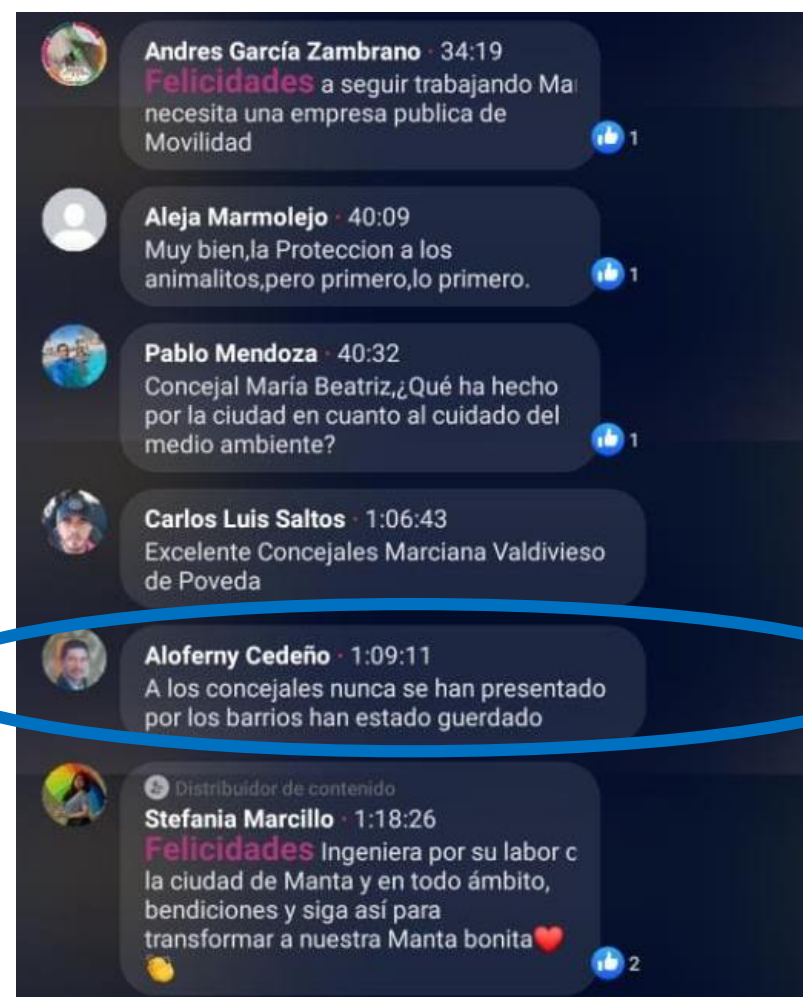 Andres García Zambrano · 34:19
Felicidades a seguir trabajando Ma
necesita una empresa publica de
Movilidad
1
Aleja Marmolejo · 40:09
Muy bien,la Proteccion a los
animalitos,pero primero,lo primero.
1
Pablo Mendoza · 40:32
Concejal María Beatriz,¿Qué ha hecho
por la ciudad en cuanto al cuidado del
medio ambiente?
1
Carlos Luis Saltos · 1:06:43
Excelente Concejales Marciana Valdivieso
de Poveda
Aloferny Cedeño · 1:09:11
A los concejales nunca se han presentado
por los barrios han estado guerdado
Distribuidor de contenido
Stefania Marcillo · 1:18:26
Felicidades Ingeniera por su labor c
la ciudad de Manta y en todo ámbito,
bendiciones y siga así para
transformar a nuestra Manta bonita❤️
👏
2